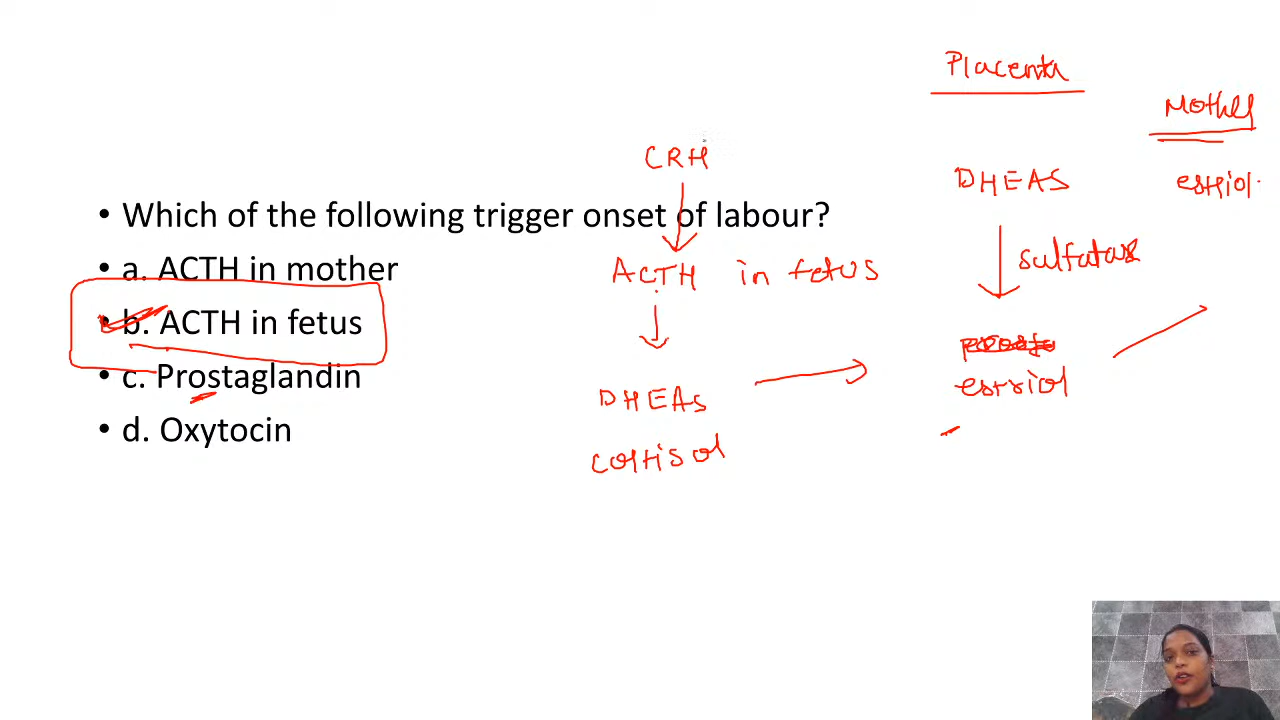 • Which of the following trigger onset of labour?
• a. ACTH in mother
• b. ACTH in fetus
• c. Prostaglandin
• d. Oxytocin
CRH
ACTH in fetus
DHEAS
cortisol
Placenta
DHEAS
sulfatase
estriol
Mother
estriol